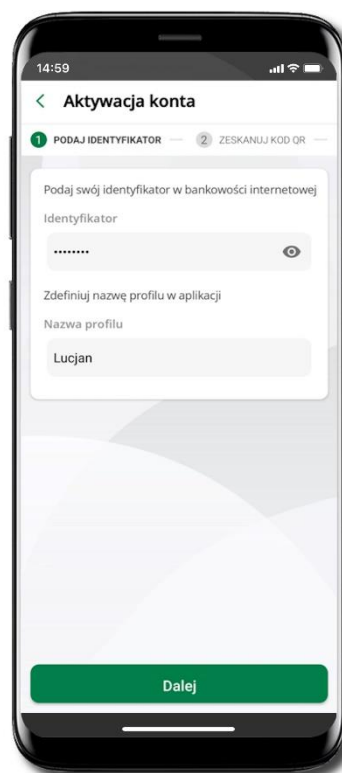 14:59
Aktywacja konta
1 PODAJ IDENTYFIKATOR 2 ZESKANUJ KOD QR
Podaj swój identyfikator w bankowości internetowej
Identyfikator
••••••••
Zdefiniuj nazwę profilu w aplikacji
Nazwa profilu
Lucjan
Dalej